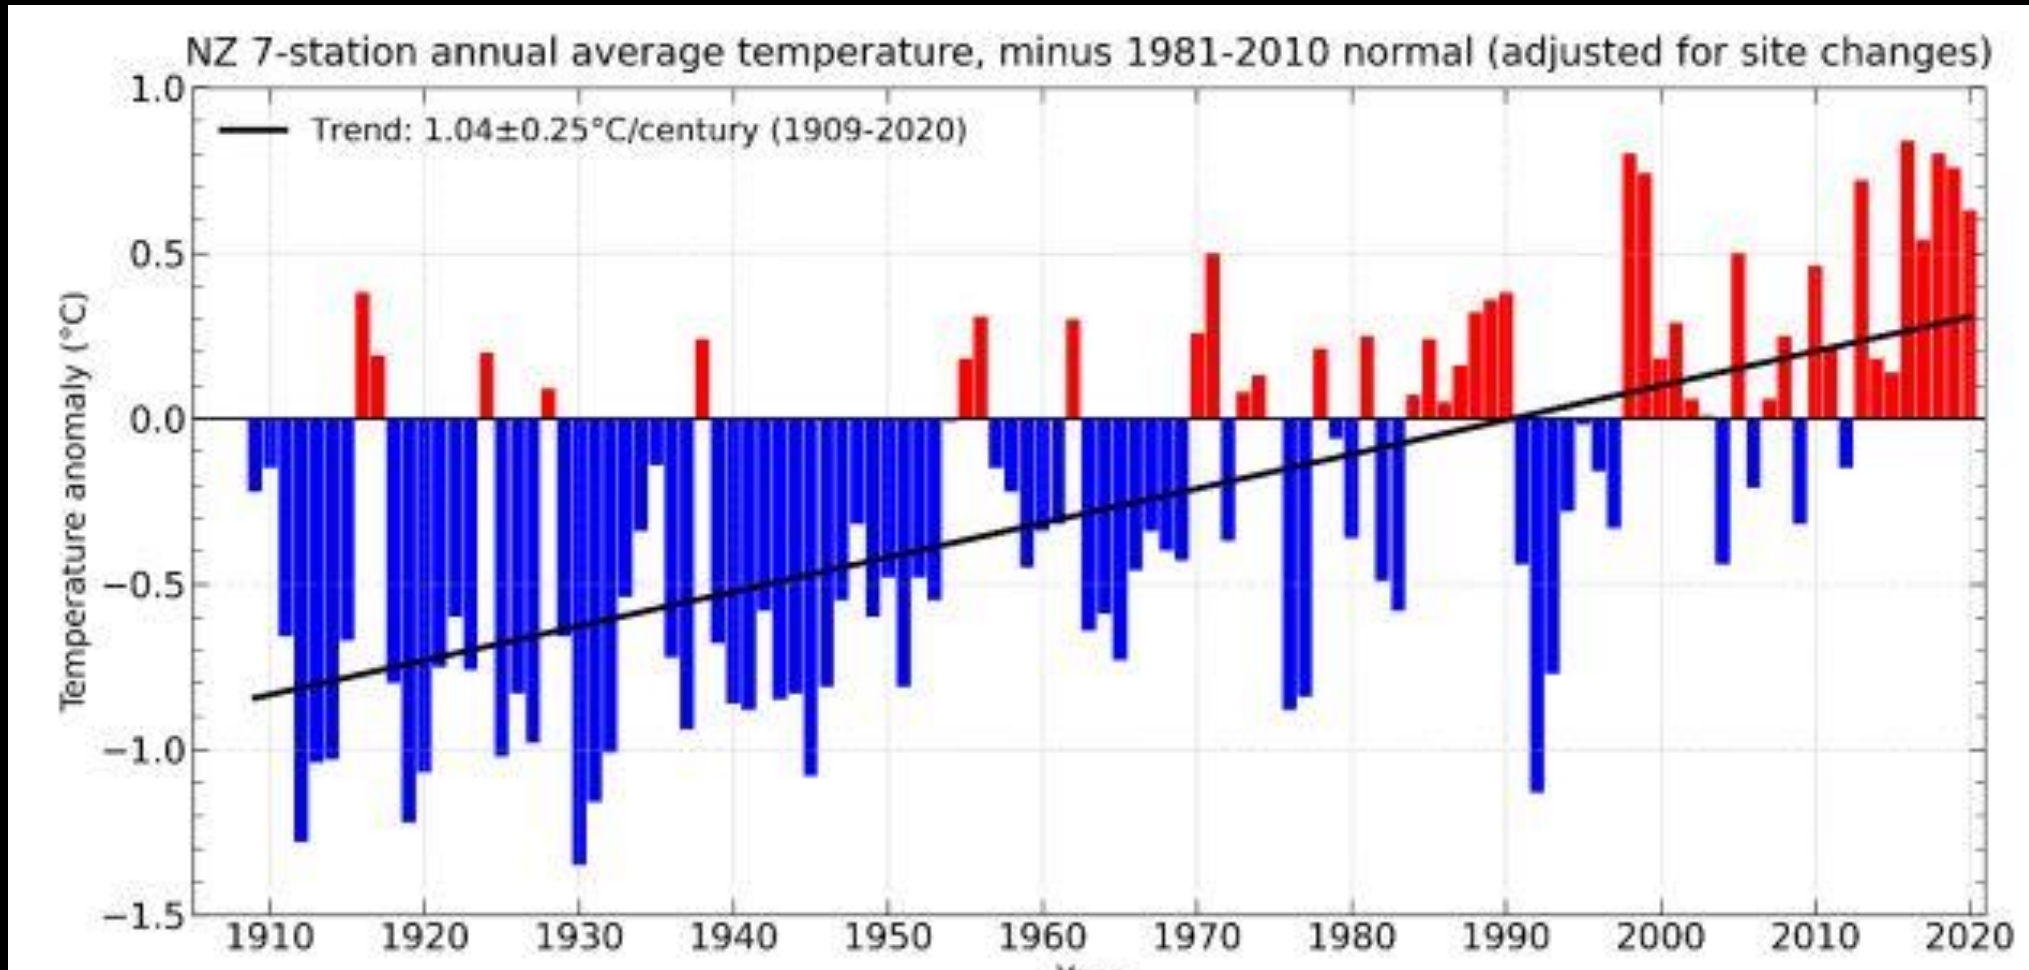 NZ 7-station annual average temperature, minus 1981-2010 normal (adjusted for site changes)
Trend: 1.04±0.25°C/century (1909-2020)
Temperature anomaly (°C)
1.0
0.5
0.0
−0.5
−1.0
−1.5
1910 1920 1930 1940 1950 1960 1970 1980 1990 2000 2010 2020